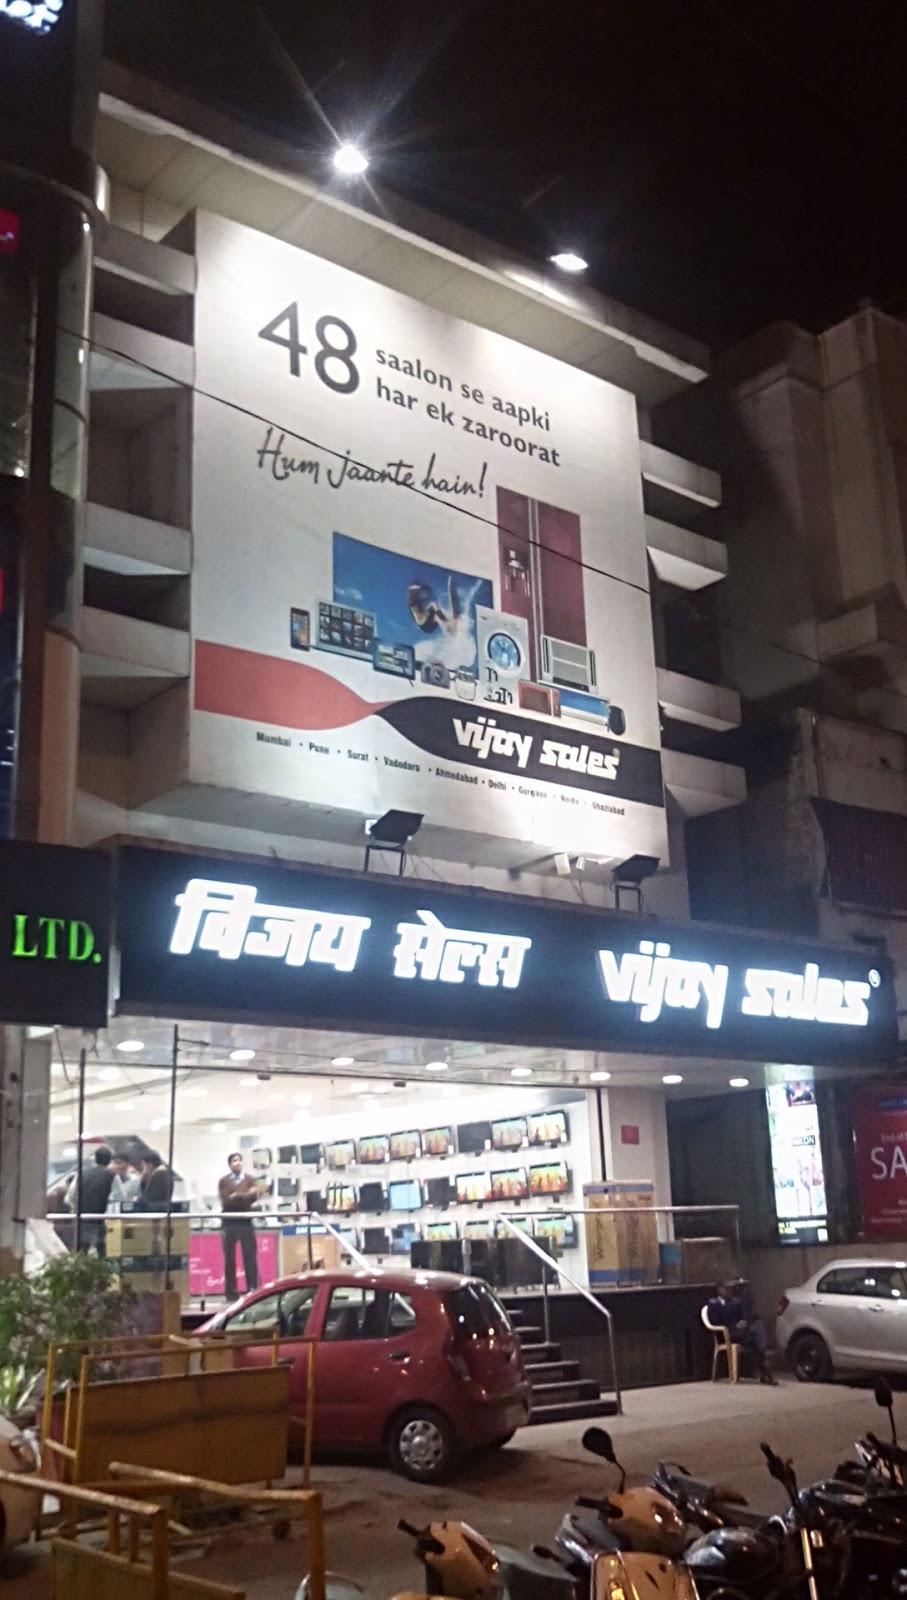 48 saalon se aapki
har ek zaroorat
Hum jaante hain!
vijay sales
Mumbai • Pune • Surat • Vadodara • Ahmedabad • Delhi • Gurgaon • Noida • Ghaziabad
LTD.
विजय सेल्स vijay sales®
SA